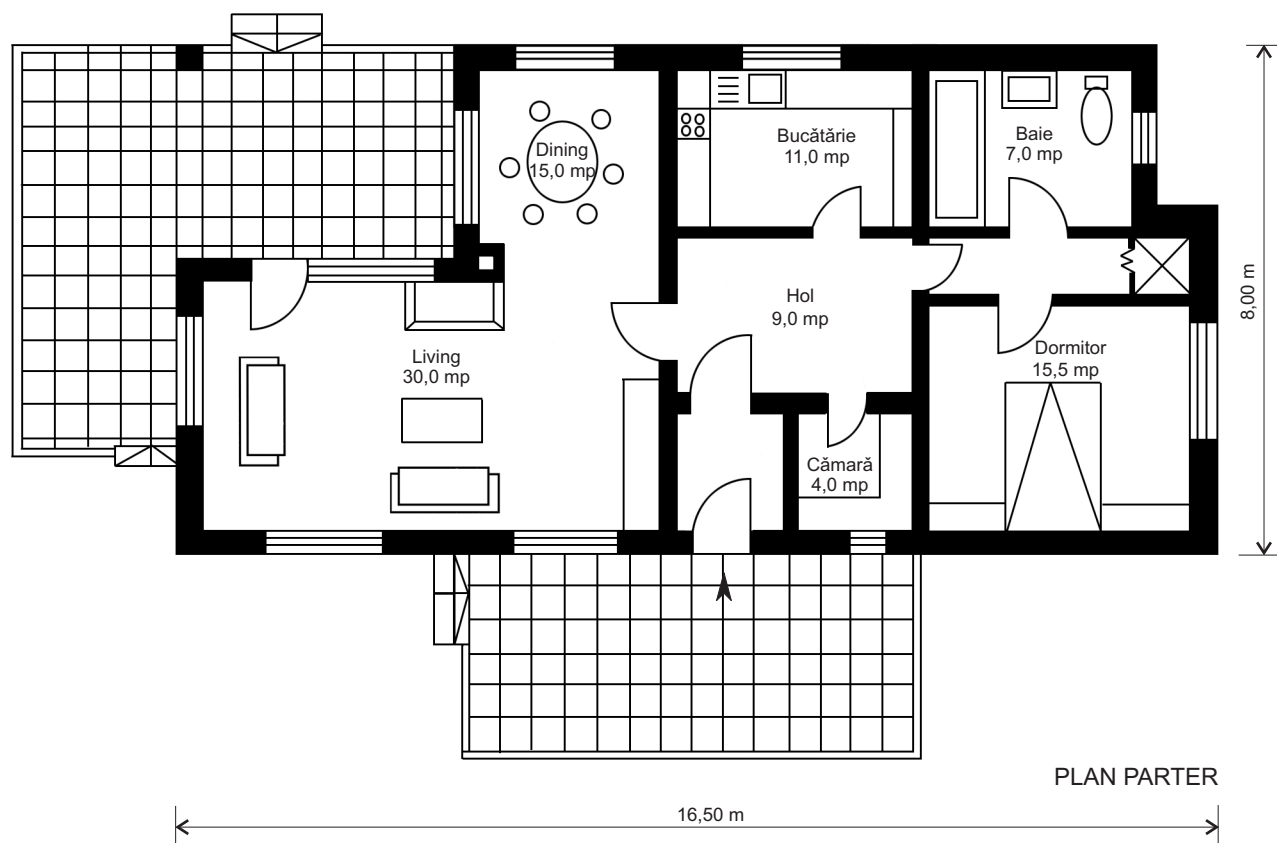 Dining
15,0 mp
Bucătărie
11,0 mp
Baie
7,0 mp
Hol
9,0 mp
Living
30,0 mp
Dormitor
15,5 mp
Cămară
4,0 mp
8,00 m
PLAN PARTER
16,50 m